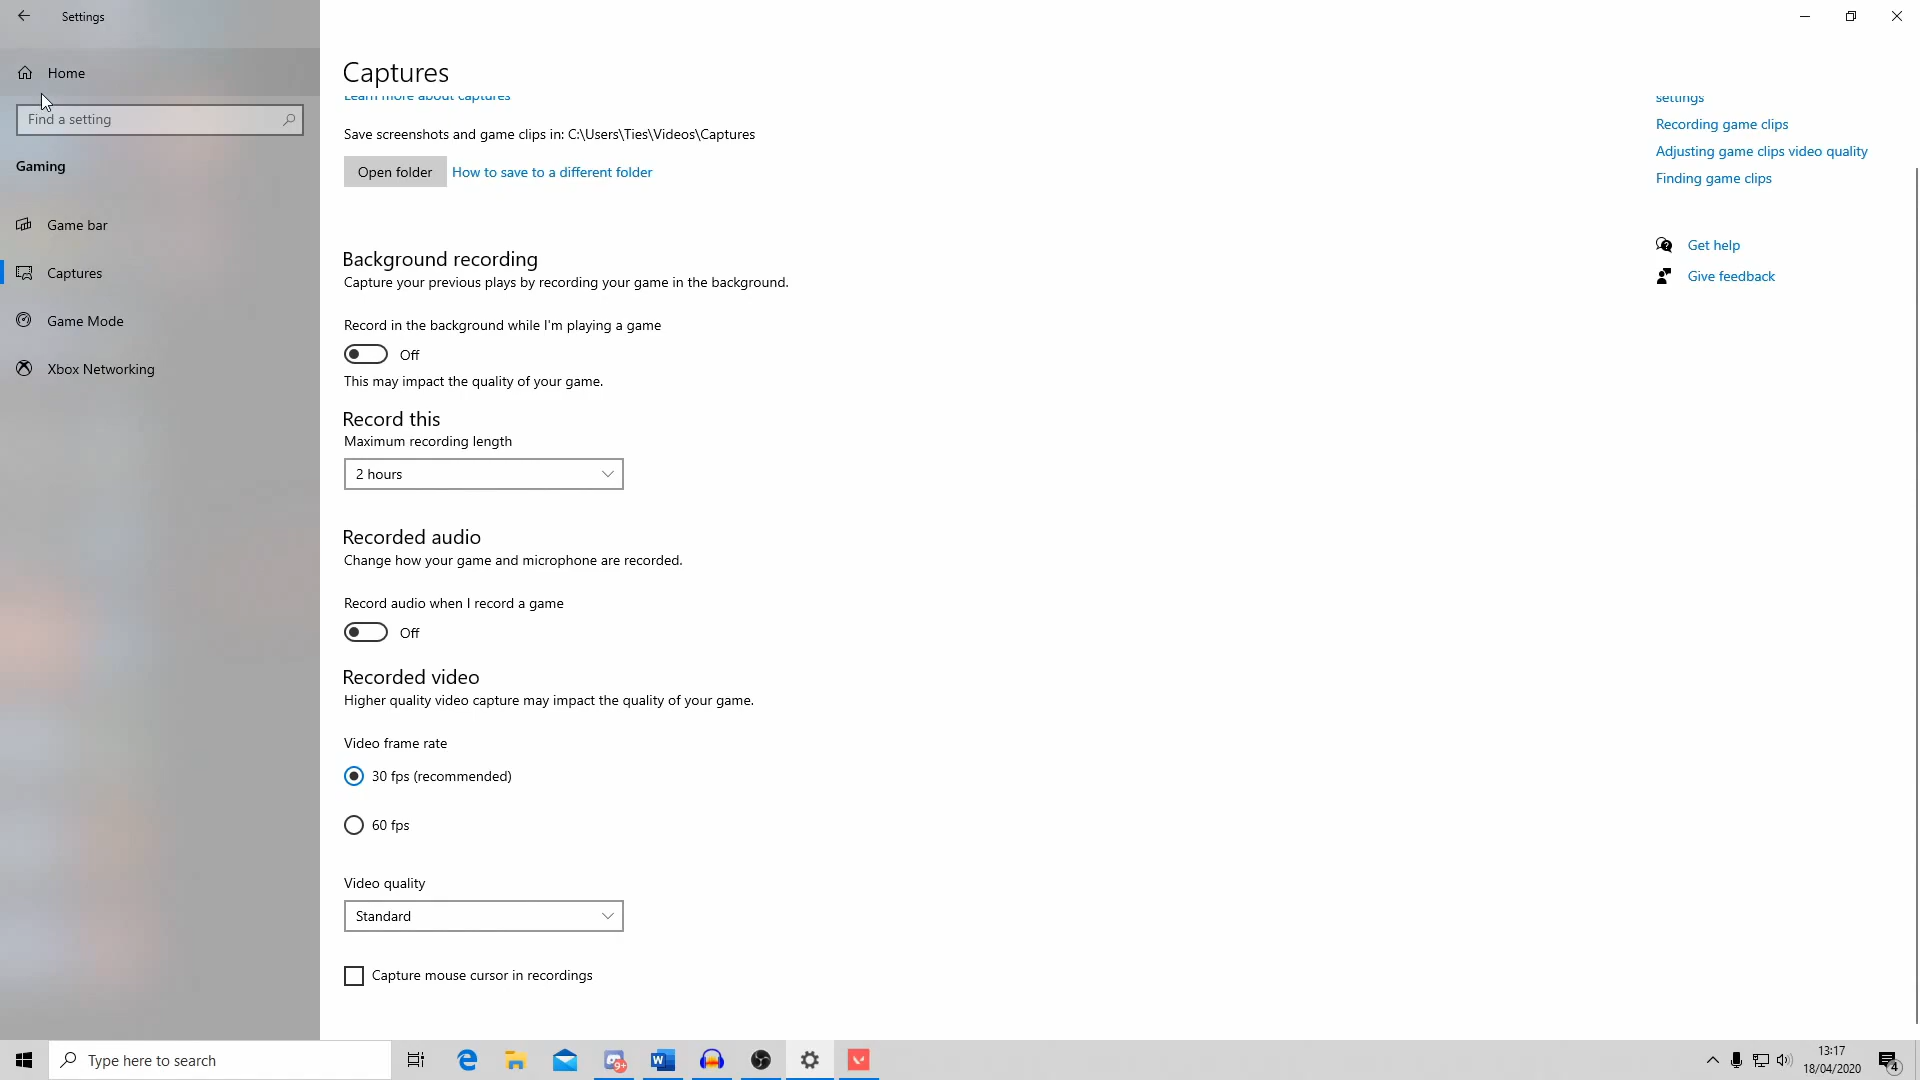 Settings
Home
Find a setting
Gaming
Game bar
Captures
Game Mode
Xbox Networking
Captures
Learn more about captures
Save screenshots and game clips in: C:\Users\Ties\Videos\Captures
Open folder
How to save to a different folder
Background recording
Capture your previous plays by recording your game in the background.
Record in the background while I'm playing a game
Off
This may impact the quality of your game.
Record this
Maximum recording length
2 hours
Recorded audio
Change how your game and microphone are recorded.
Record audio when I record a game
Off
Recorded video
Higher quality video capture may impact the quality of your game.
Video frame rate
30 fps (recommended)
60 fps
Video quality
Standard
Capture mouse cursor in recordings
settings
Recording game clips
Adjusting game clips video quality
Finding game clips
Get help
Give feedback
Type here to search
9+
W
13:17
18/04/2020
4